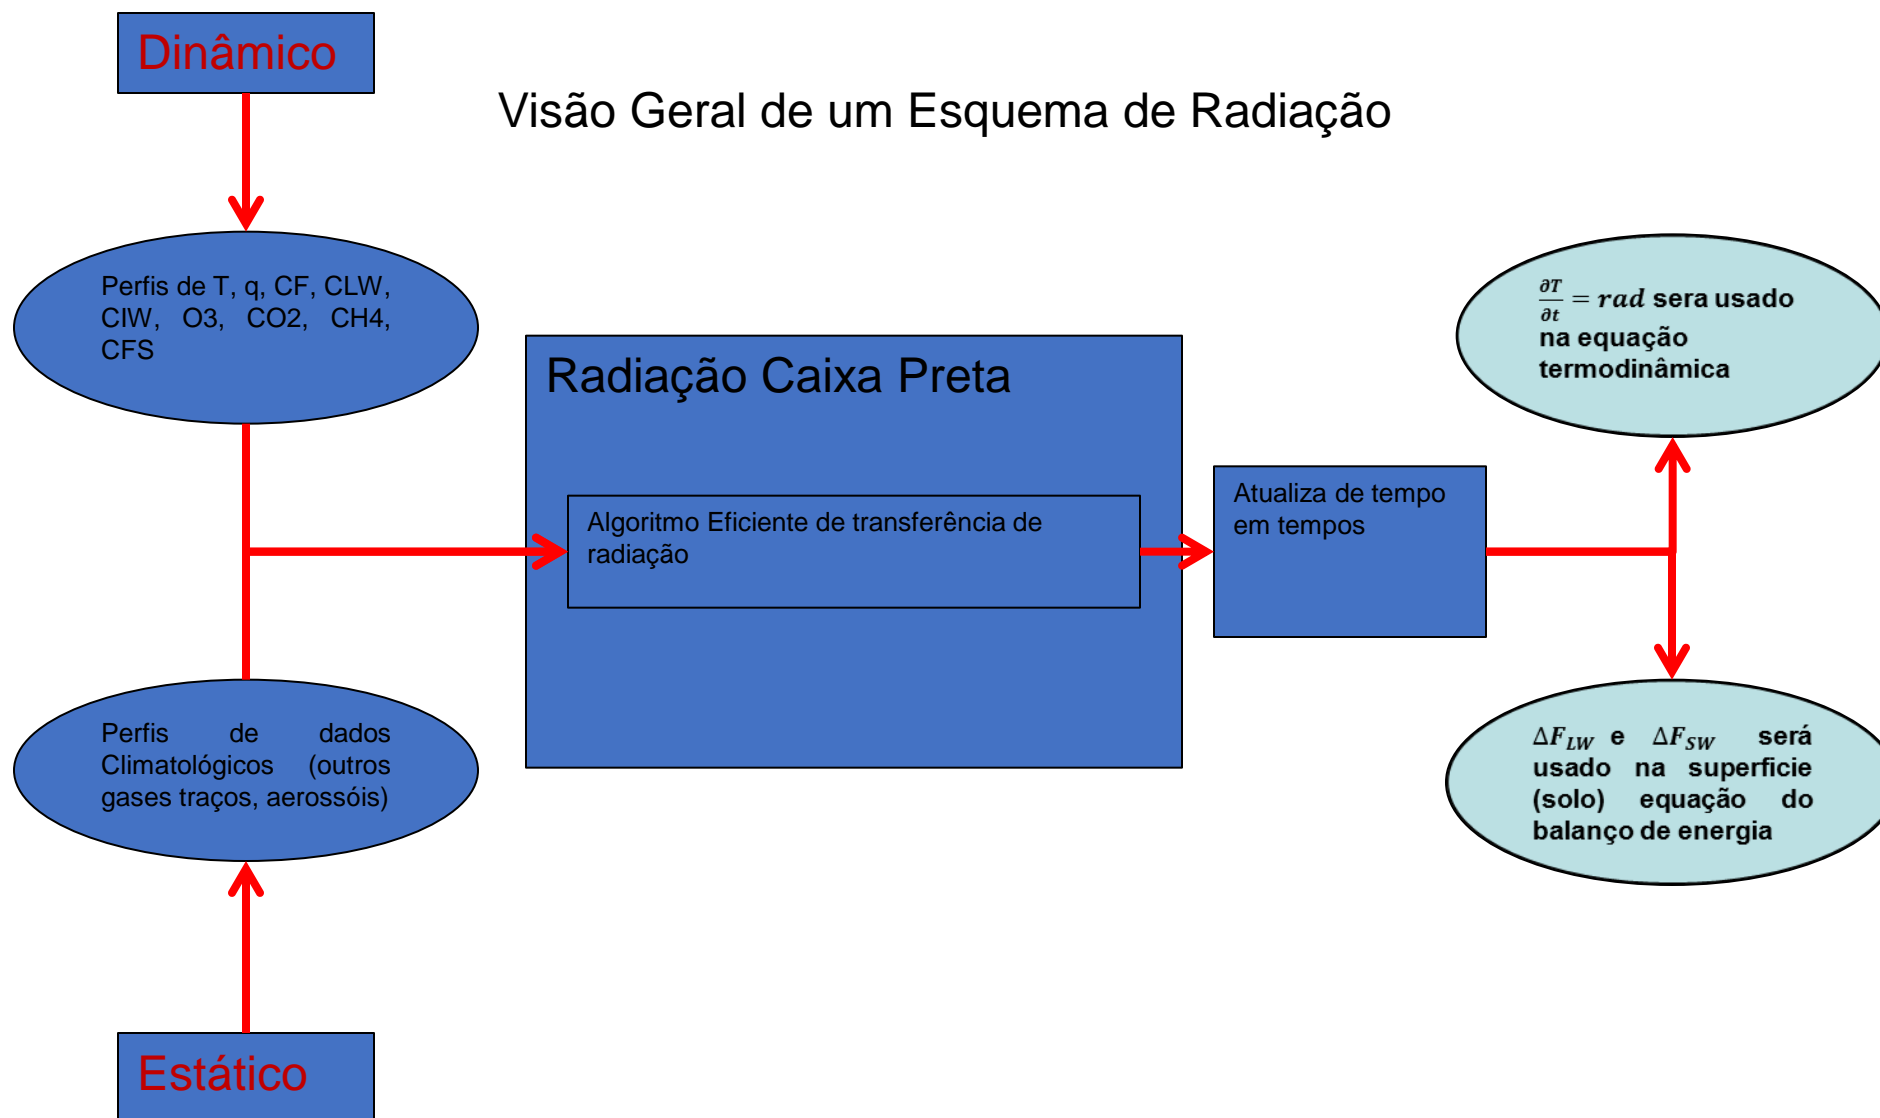 Dinâmico
Visão Geral de um Esquema de Radiação
Perfis de T, q, CF, CLW,
CIW, O3, CO2, CH4,
CFS
Radiação Caixa Preta
Algoritmo Eficiente de transferência de
radiação
Atualiza de tempo
em tempos
∂T/∂t = rad sera usado
na equação
termodinâmica
Perfis de dados
Climatológicos (outros
gases traços, aerossóis)
ΔF_LW e ΔF_SW será
usado na superficie
(solo) equação do
balanço de energia
Estático